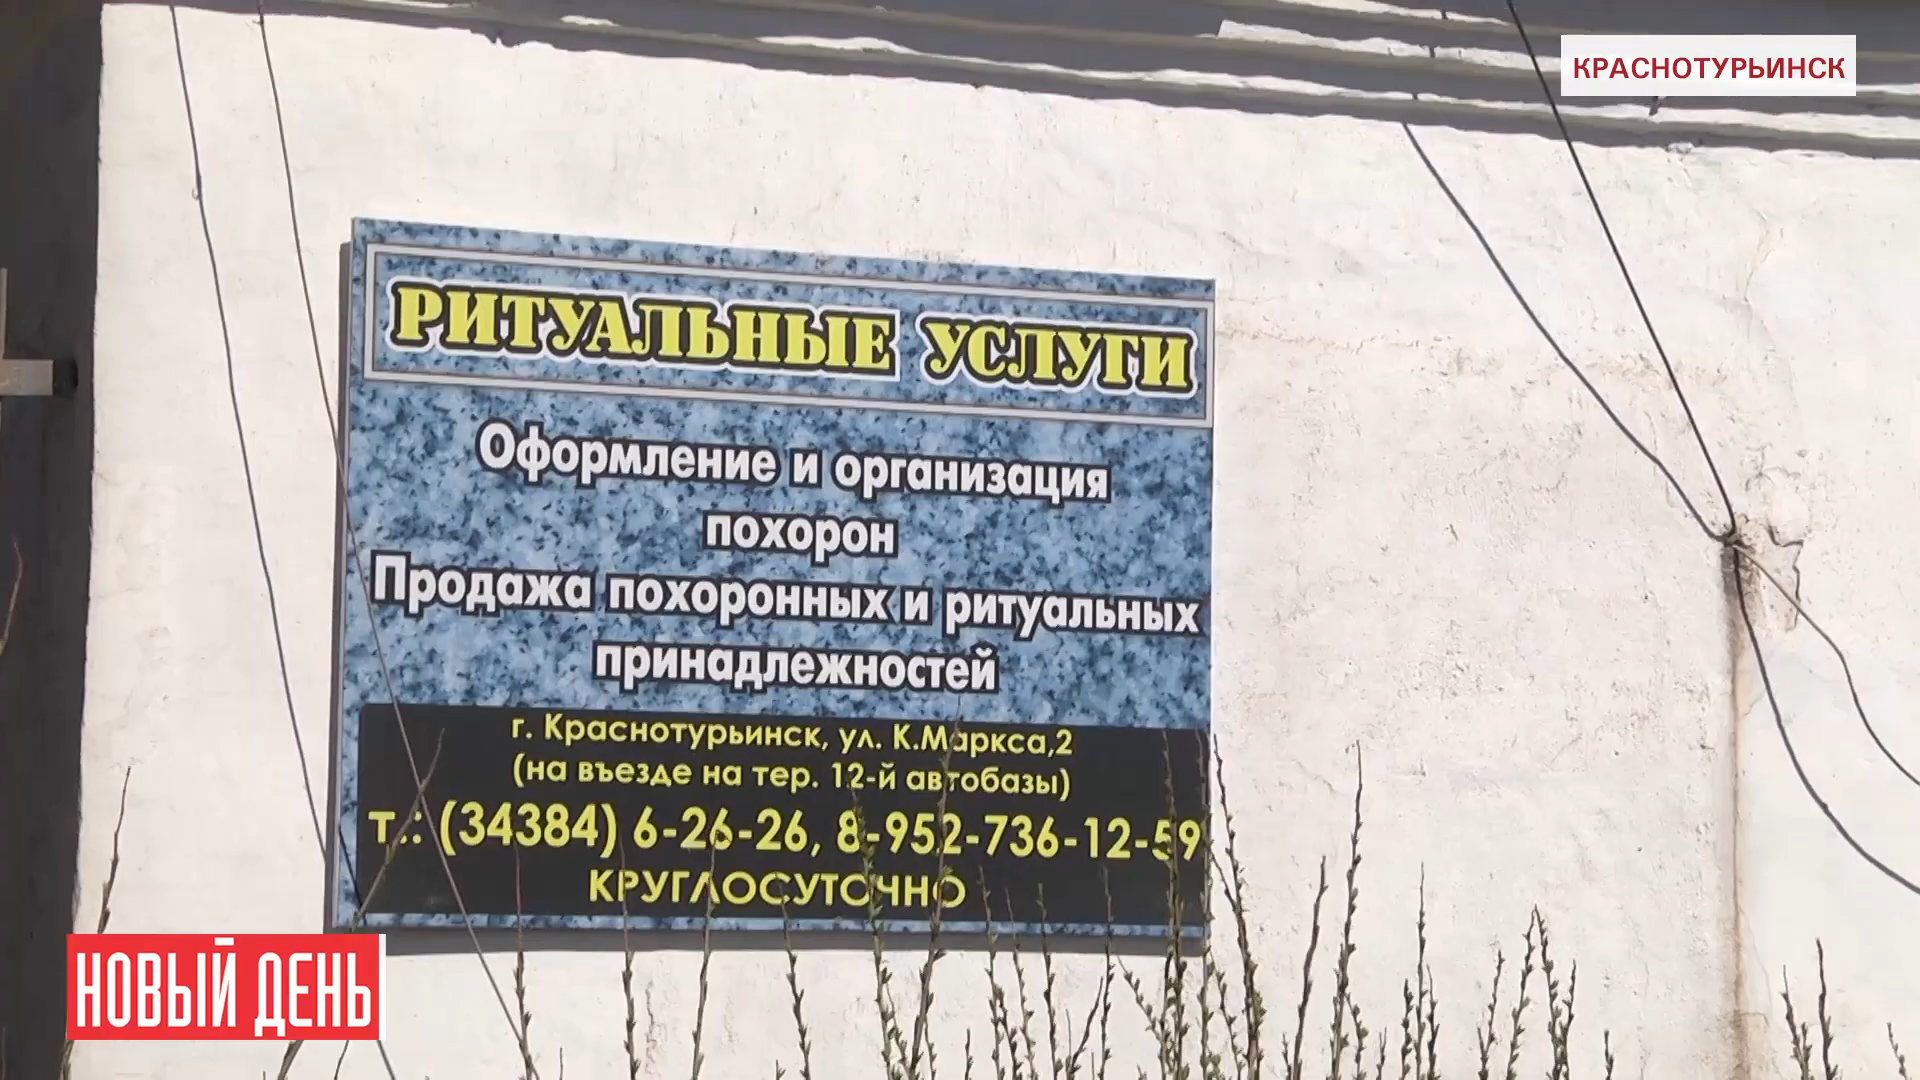 КРАСНОТУРЬИНСК
РИТУАЛЬНЫЕ УСЛУГИ
Оформление и организация
похорон
Продажа похоронных и ритуальных
принадлежностей
г. Краснотурьинск, ул. К.Маркса,2
(на въезде на тер. 12-й автобазы)
т.: (34384) 6-26-26, 8-952-736-12-59
КРУГЛОСУТОЧНО
НОВЫЙ ДЕНЬ